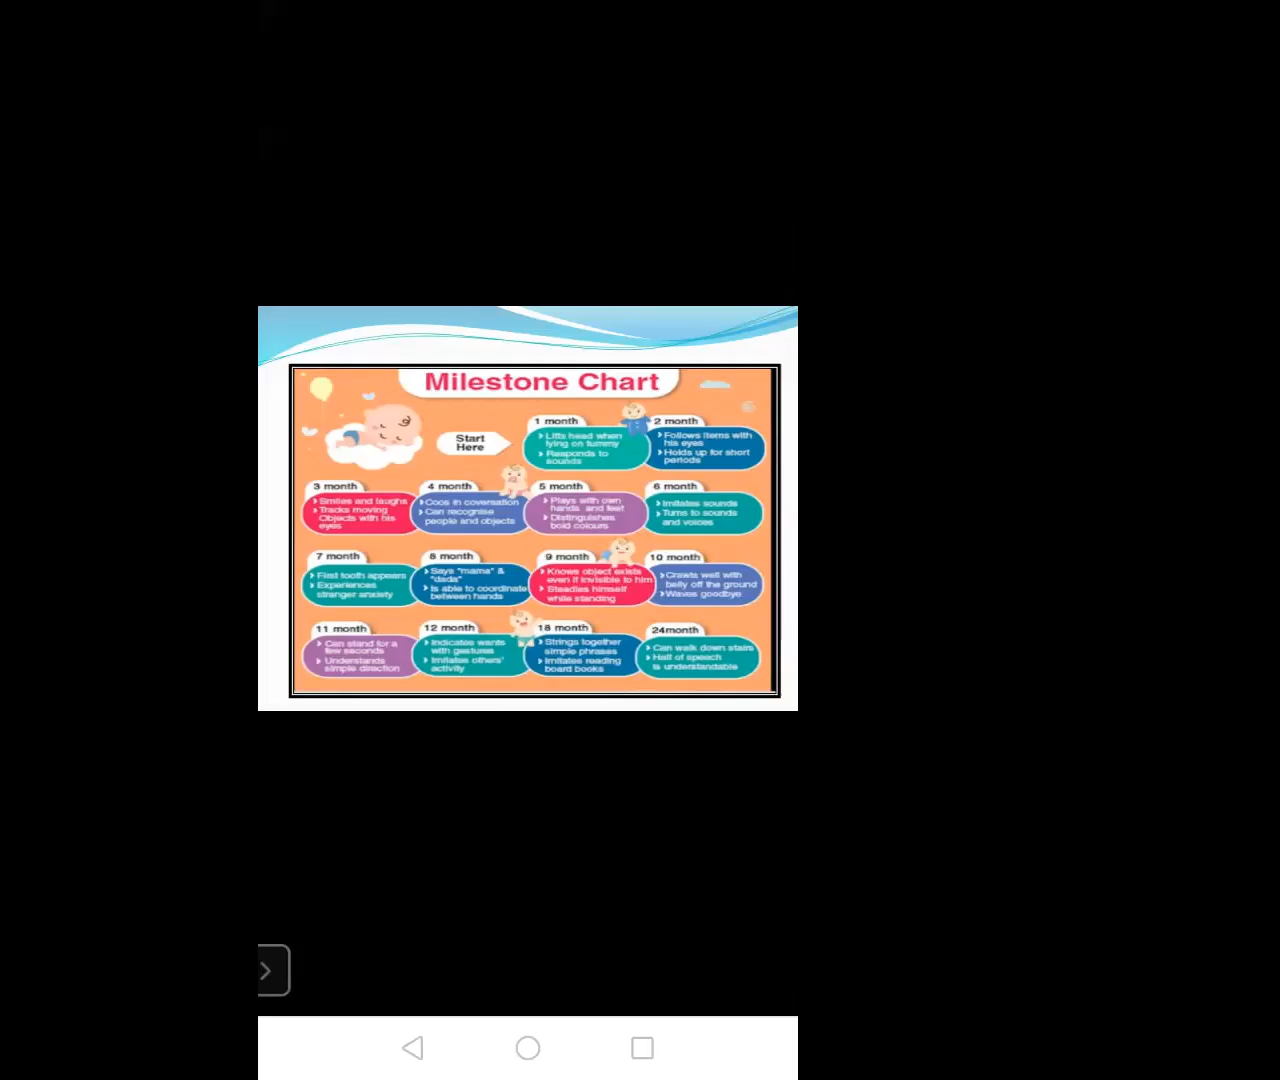 Milestone Chart
Start
Here
1 month
Lifts head when
lying on tummy
Responds to
sounds
2 month
Follows items with
his eyes
Holds up for short
periods
3 month
Smiles and laughs
Tracks moving
Objects with his
eyes
4 month
Coos in coversation
Can recognise
people and objects
5 month
Plays with own
hands and feet
Distinguishes
bold colours
6 month
Imitates sounds
Turns to sounds
and voices
7 month
First tooth appears
Experiences
stranger anxiety
8 month
Says "mama" &
"dada"
Is able to coordinate
between hands
9 month
Knows object exists
even if invisible to him
Steadies himself
while standing
10 month
Crawls well with
belly off the ground
Waves goodbye
11 month
Can stand for a
few seconds
Understands
simple direction
12 month
Indicates wants
with gestures
Imitates others'
activity
18 month
Strings together
simple phrases
Imitates reading
board books
24month
Can walk down stairs
Half of speech
is understandable